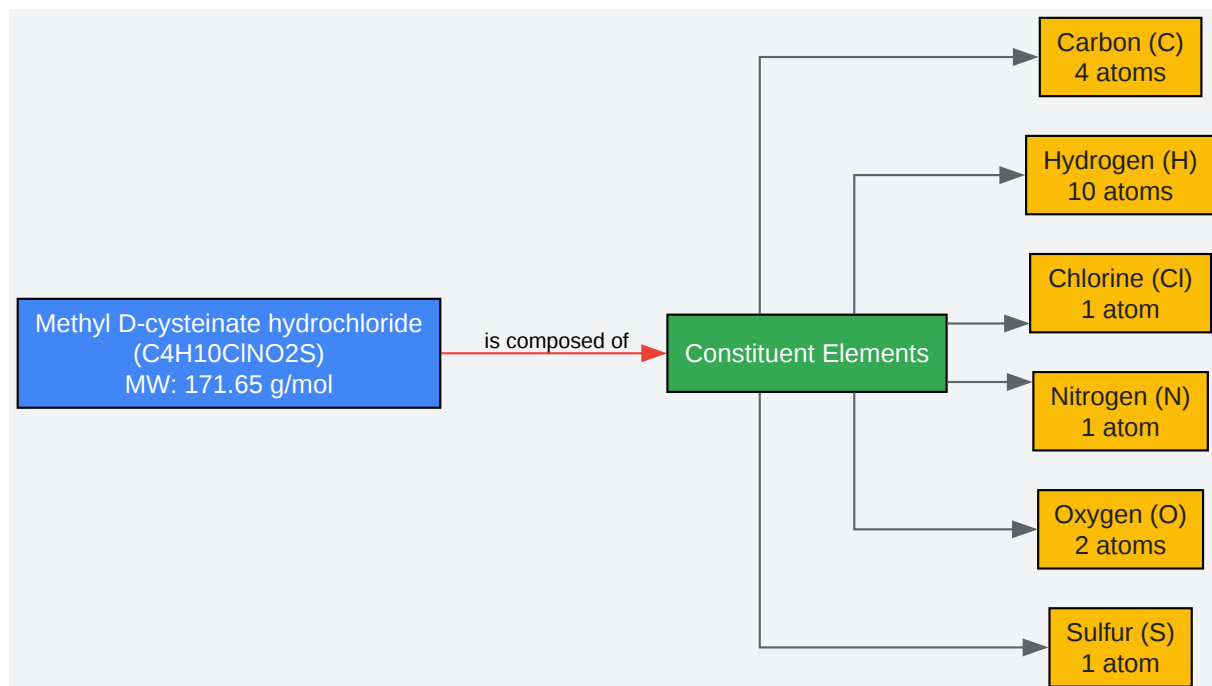 Carbon (C)
4 atoms
Hydrogen (H)
10 atoms
Chlorine (Cl)
1 atom
Methyl D-cysteinate hydrochloride
(C4H10ClNO2S)
MW: 171.65 g/mol
is composed of
Constituent Elements
Nitrogen (N)
1 atom
Oxygen (O)
2 atoms
Sulfur (S)
1 atom